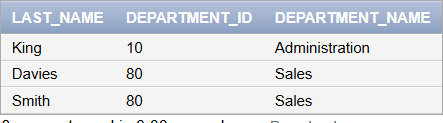 LAST_NAME DEPARTMENT_ID DEPARTMENT_NAME
King 10 Administration
Davies 80 Sales
Smith 80 Sales